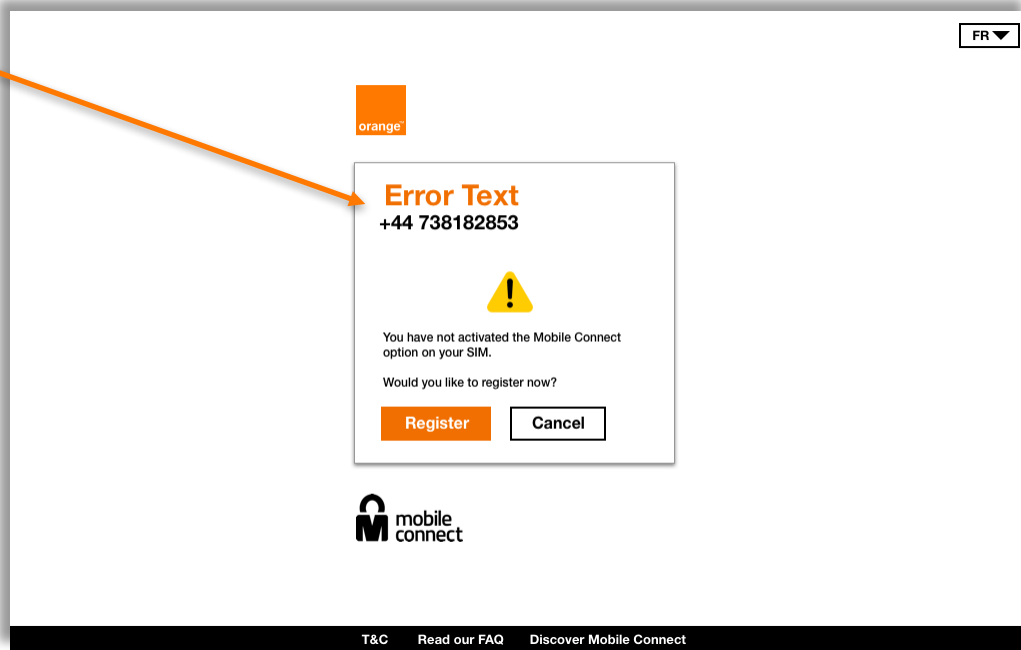 FR
orange™
Error Text
+44 738182853
You have not activated the Mobile Connect
option on your SIM.
Would you like to register now?
Register Cancel
mobile
connect
T&C Read our FAQ Discover Mobile Connect